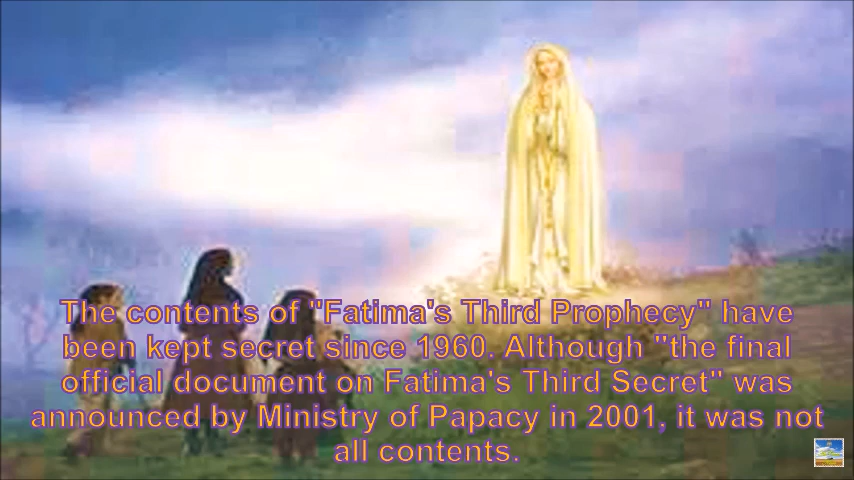 The contents of "Fatima's Third Prophecy" have
been kept secret since 1960. Although "the final
official document on Fatima's Third Secret" was
announced by Ministry of Papacy in 2001, it was not
all contents.